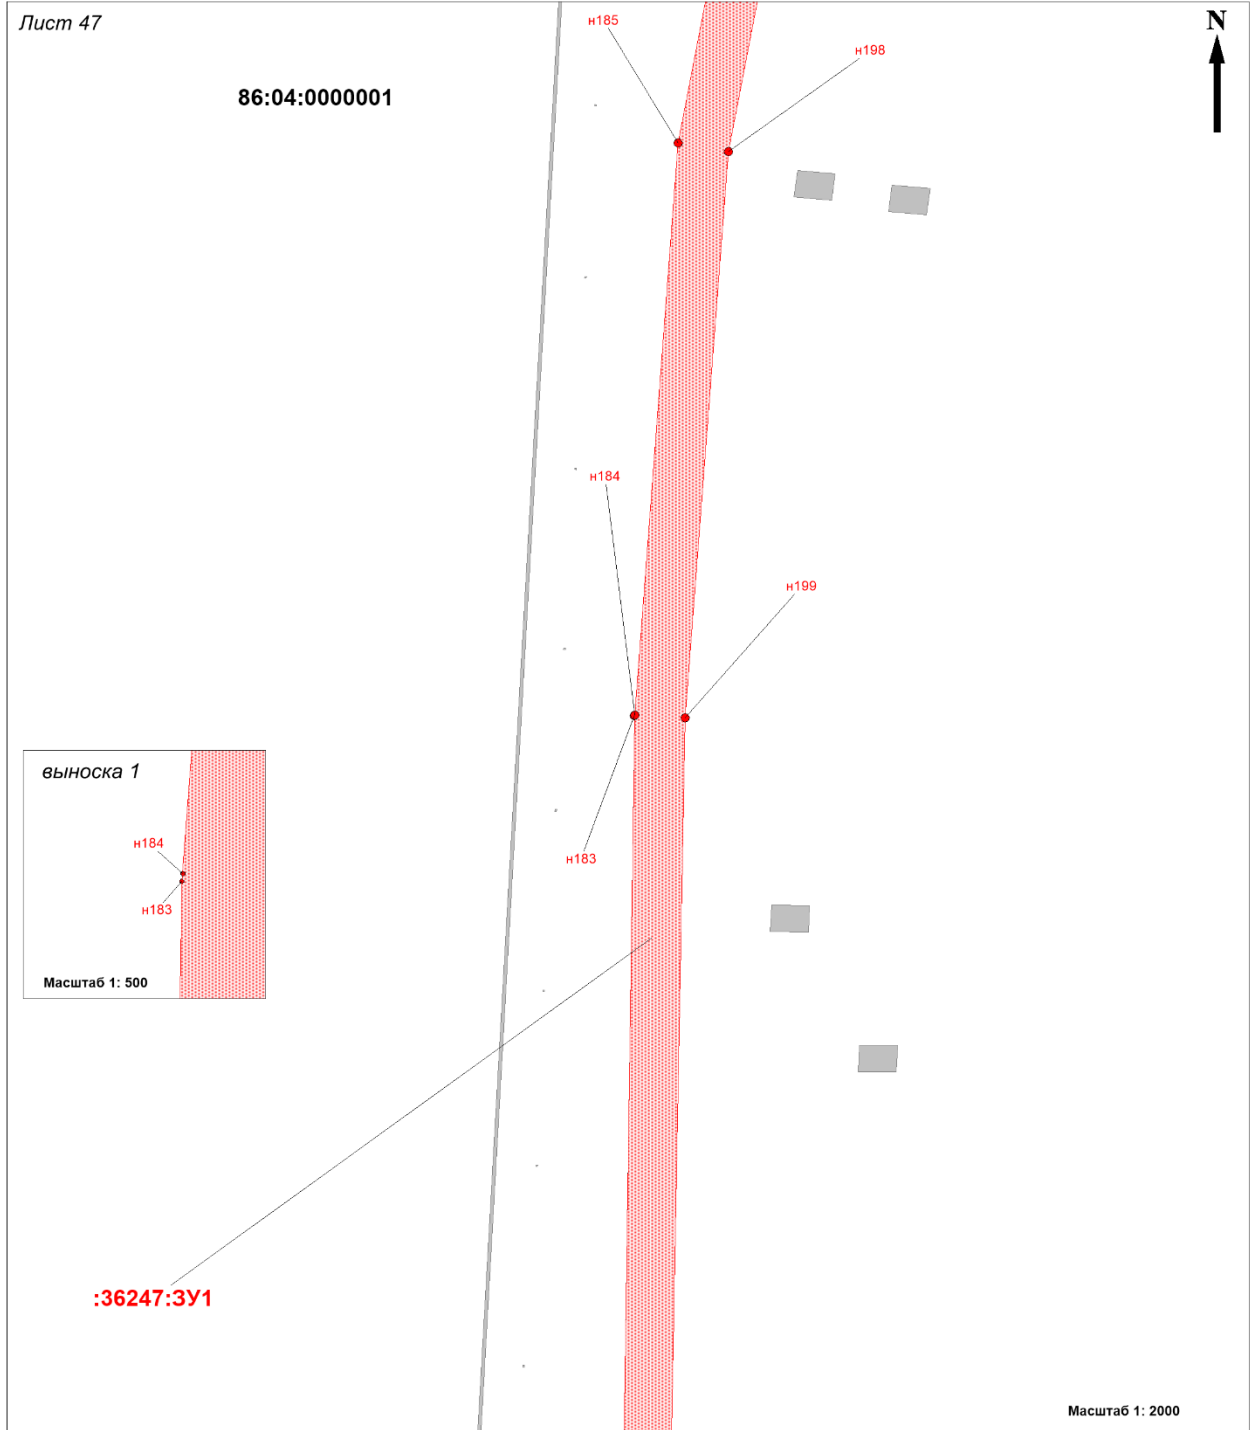 Лист 47
н185
N
н198
86:04:0000001
н184
н199
выноска 1
н184
н183
н183
Масштаб 1: 500
:36247:ЗУ1
Масштаб 1: 2000